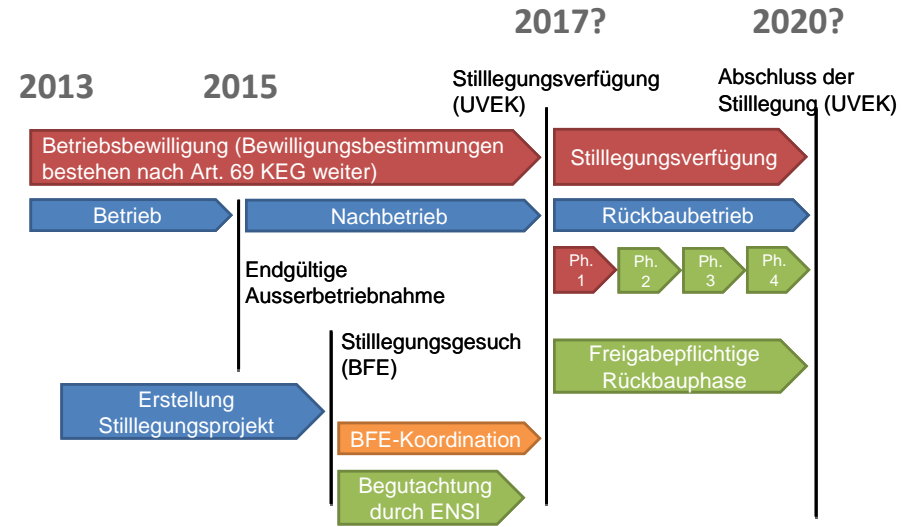 2017?
2020?
2013
2015
Stilllegungsverfügung
(UVEK)
Abschluss der
Stilllegung (UVEK)
Betriebsbewilligung (Bewilligungsbestimmungen
bestehen nach Art. 69 KEG weiter)
Stilllegungsverfügung
Betrieb
Nachbetrieb
Rückbaubetrieb
Ph.
1
Ph.
2
Ph.
3
Ph.
4
Endgültige
Ausserbetriebnahme
Stilllegungsgesuch
(BFE)
Freigabepflichtige
Rückbauphase
Erstellung
Stilllegungsprojekt
BFE-Koordination
Begutachtung
durch ENSI